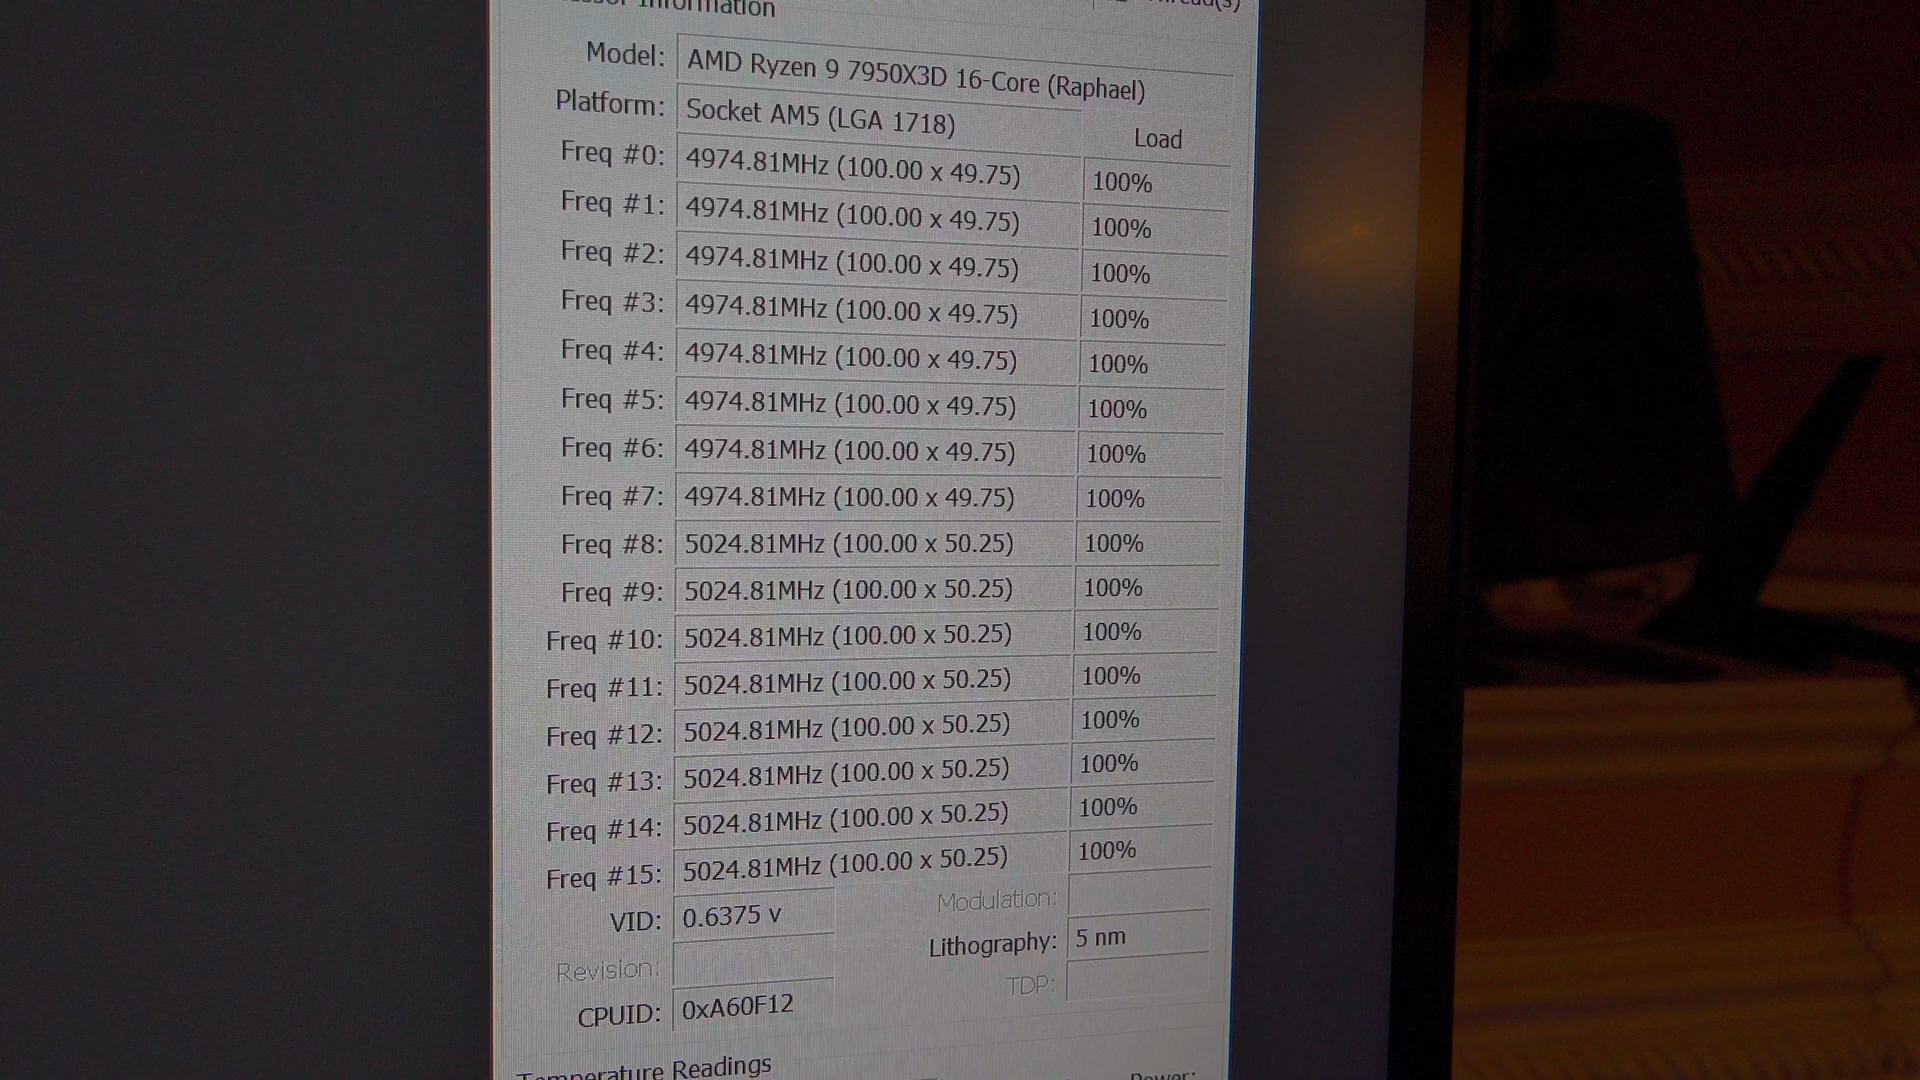 Information
Thread(s)
Model: AMD Ryzen 9 7950X3D 16-Core (Raphael)
Platform: Socket AM5 (LGA 1718) Load
Freq #0: 4974.81MHz (100.00 x 49.75) 100%
Freq #1: 4974.81MHz (100.00 x 49.75) 100%
Freq #2: 4974.81MHz (100.00 x 49.75) 100%
Freq #3: 4974.81MHz (100.00 x 49.75) 100%
Freq #4: 4974.81MHz (100.00 x 49.75) 100%
Freq #5: 4974.81MHz (100.00 x 49.75) 100%
Freq #6: 4974.81MHz (100.00 x 49.75) 100%
Freq #7: 4974.81MHz (100.00 x 49.75) 100%
Freq #8: 5024.81MHz (100.00 x 50.25) 100%
Freq #9: 5024.81MHz (100.00 x 50.25) 100%
Freq #10: 5024.81MHz (100.00 x 50.25) 100%
Freq #11: 5024.81MHz (100.00 x 50.25) 100%
Freq #12: 5024.81MHz (100.00 x 50.25) 100%
Freq #13: 5024.81MHz (100.00 x 50.25) 100%
Freq #14: 5024.81MHz (100.00 x 50.25) 100%
Freq #15: 5024.81MHz (100.00 x 50.25) 100%
VID: 0.6375 v Modulation:
Revision: Lithography: 5 nm
CPUID: 0xA60F12 TDP:
Temperature Readings
Power: